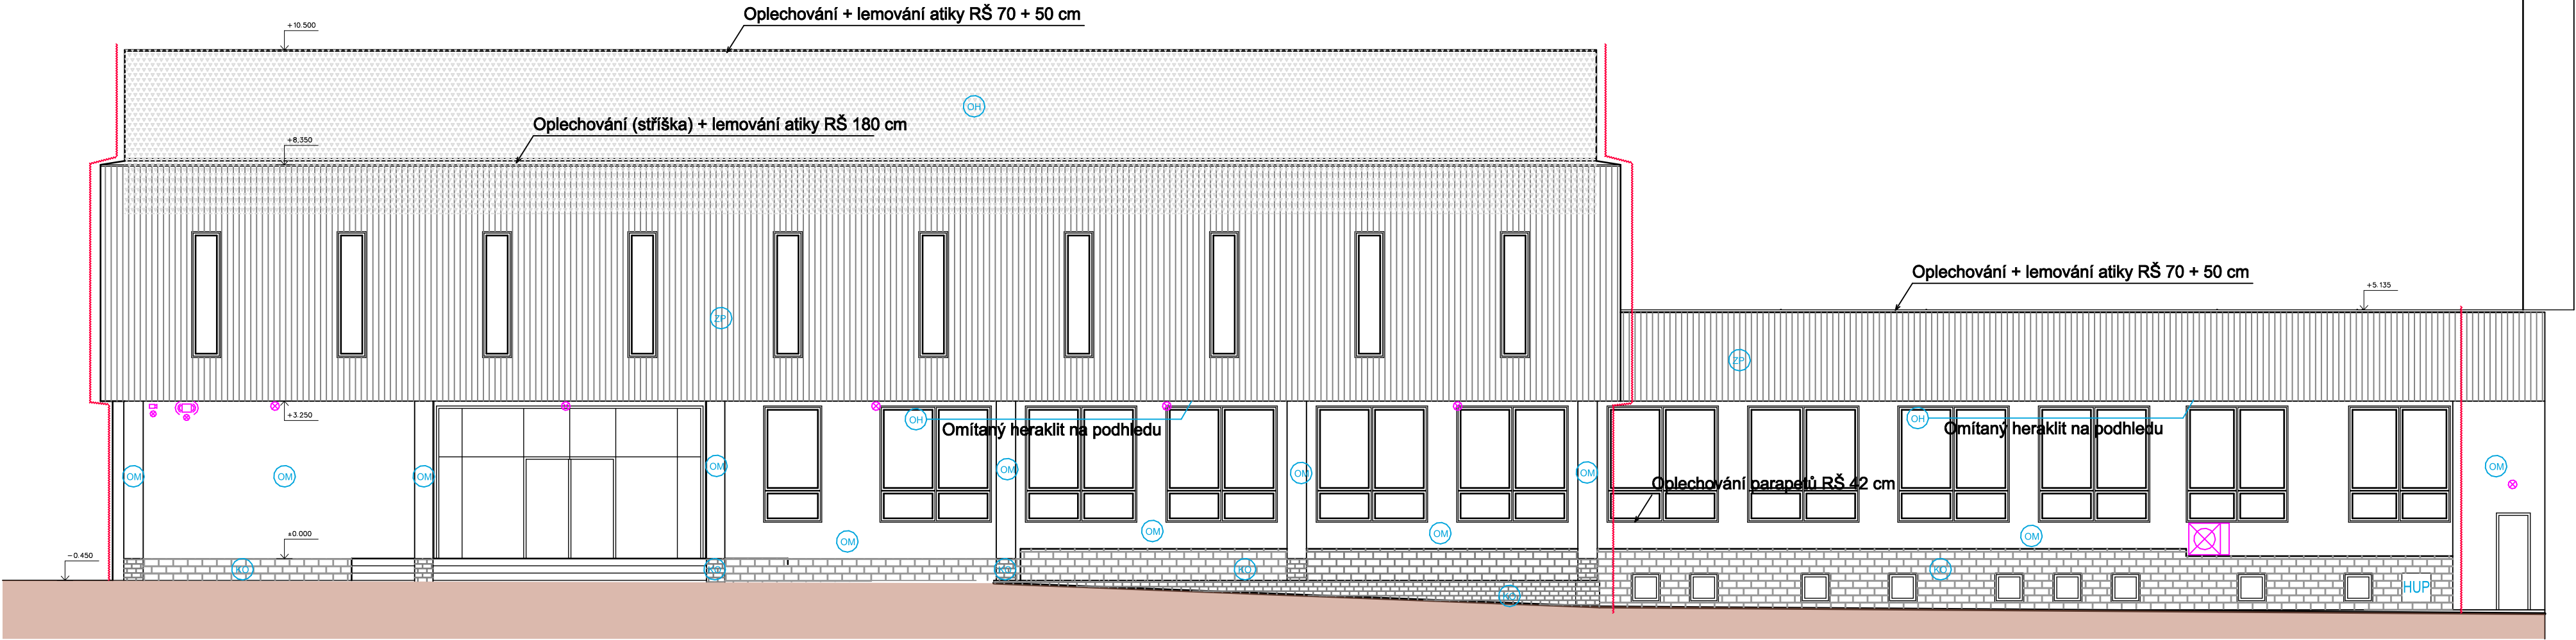 Oplechování + lemování atiky RŠ 70 + 50 cm
+10.500
OH
Oplechování (stříška) + lemování atiky RŠ 180 cm
+8,350
Oplechování + lemování atiky RŠ 70 + 50 cm
+5.135
ZP
ZP
+3.250
OH
Omítaný heraklit na podhledu
OH
Omítaný heraklit na podhledu
OM
OM
OM
OM
OM
OM
OM
OM
Oplechování parapetů RŠ 42 cm
OM
OM
OM
OM
±0.000
-0.450
KO
KO
KO
KO
KO
KO
HUP